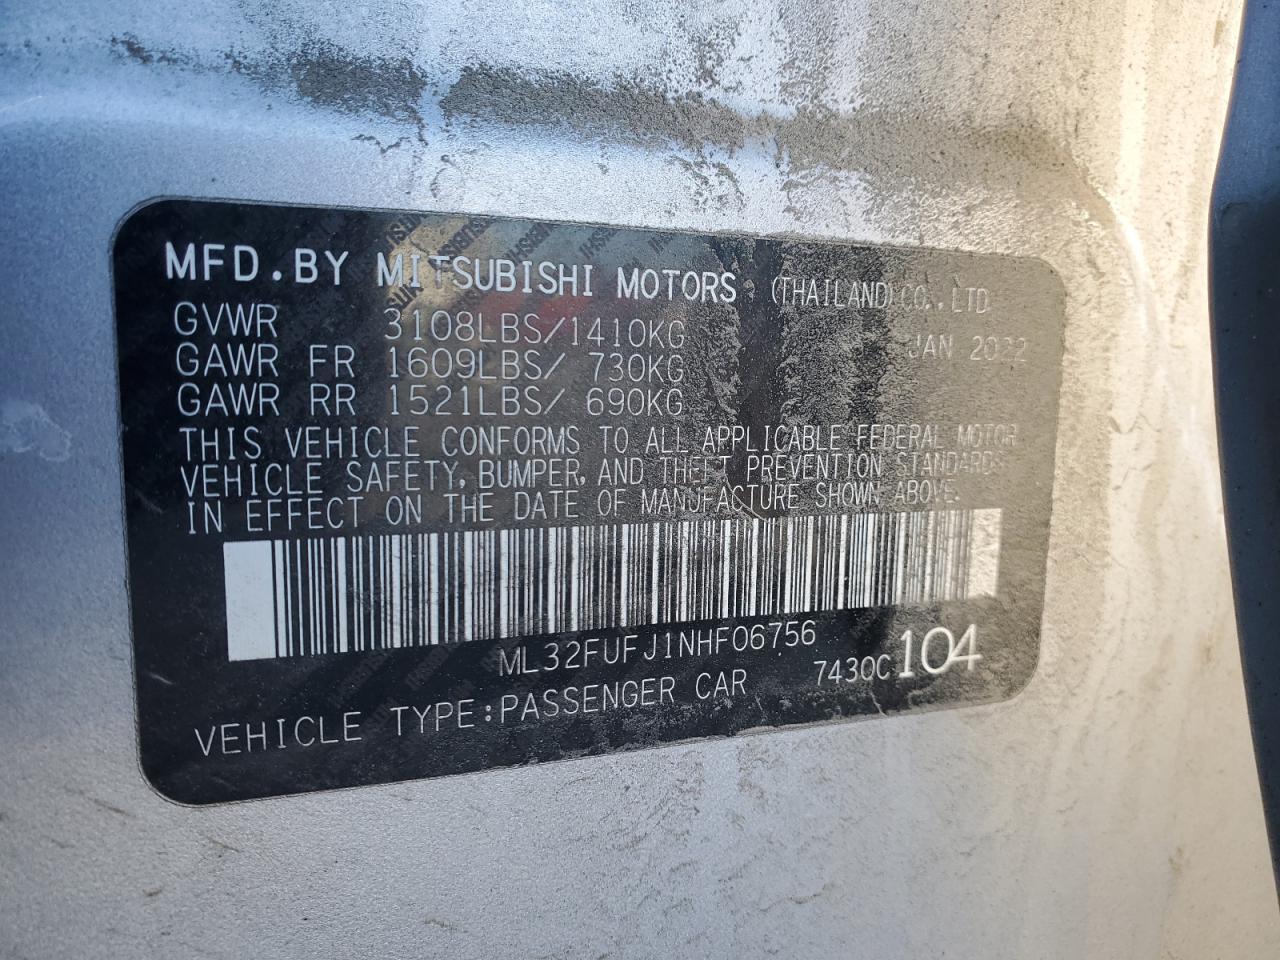 MFD.BY MITSUBISHI MOTORS (THAILAND) CO.,LTD
GVWR 3108LBS/1410KG JAN 2022
GAWR FR 1609LBS/ 730KG
GAWR RR 1521LBS/ 690KG
THIS VEHICLE CONFORMS TO ALL APPLICABLE FEDERAL MOTOR
VEHICLE SAFETY, BUMPER, AND THEFT PREVENTION STANDARDS
IN EFFECT ON THE DATE OF MANUFACTURE SHOWN ABOVE.
ML32FUFJ1NHF06756
7430C 104
VEHICLE TYPE:PASSENGER CAR